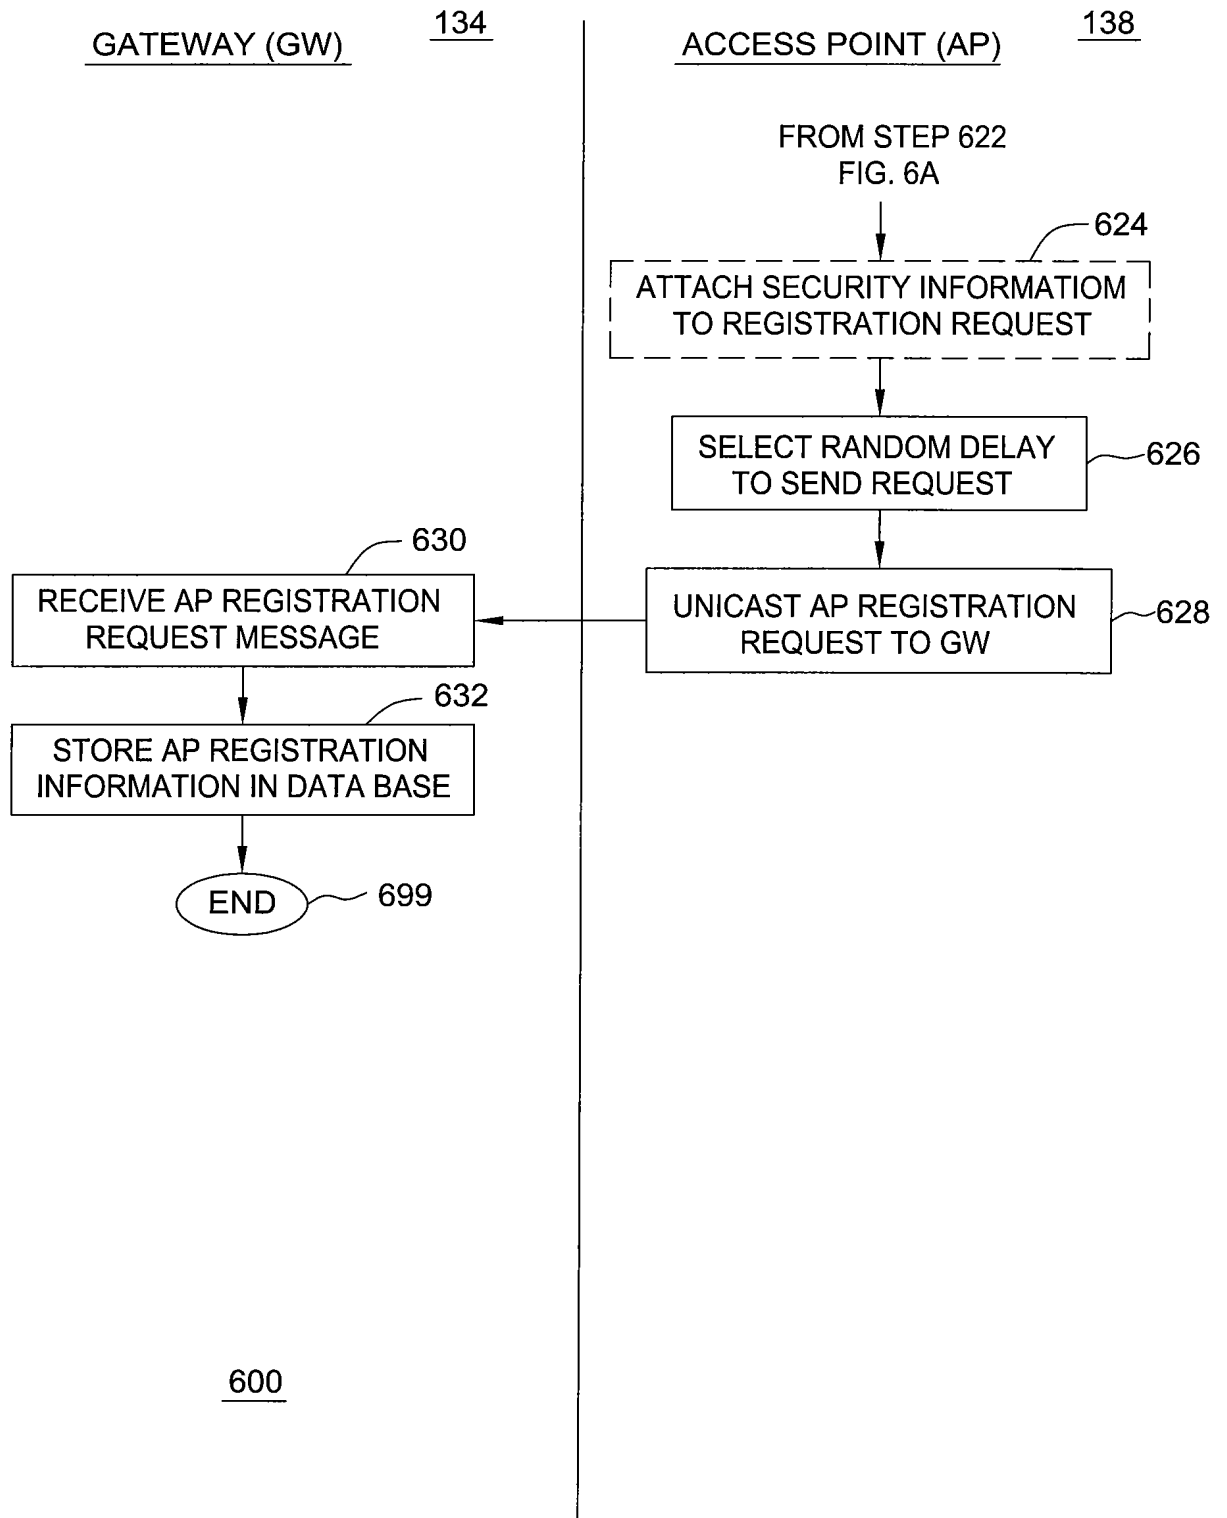 GATEWAY (GW)
134
ACCESS POINT (AP)
138
FROM STEP 622
FIG. 6A
624
ATTACH SECURITY INFORMATIOM
TO REGISTRATION REQUEST
SELECT RANDOM DELAY
TO SEND REQUEST
626
630
RECEIVE AP REGISTRATION
REQUEST MESSAGE
UNICAST AP REGISTRATION
REQUEST TO GW
628
632
STORE AP REGISTRATION
INFORMATION IN DATA BASE
END
699
600